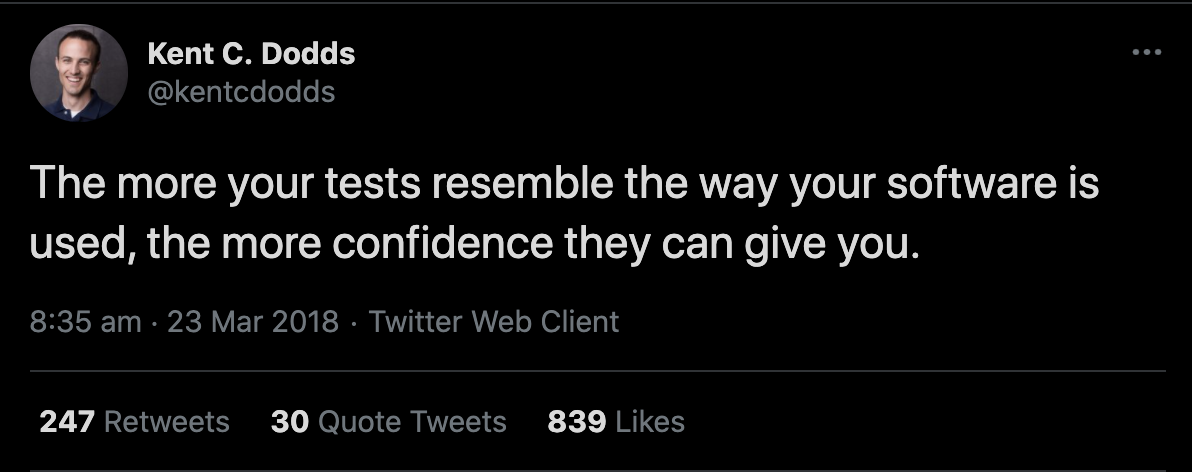 Kent C. Dodds
@kentcdodds
The more your tests resemble the way your software is
used, the more confidence they can give you.
8:35 am · 23 Mar 2018 · Twitter Web Client
247 Retweets 30 Quote Tweets 839 Likes